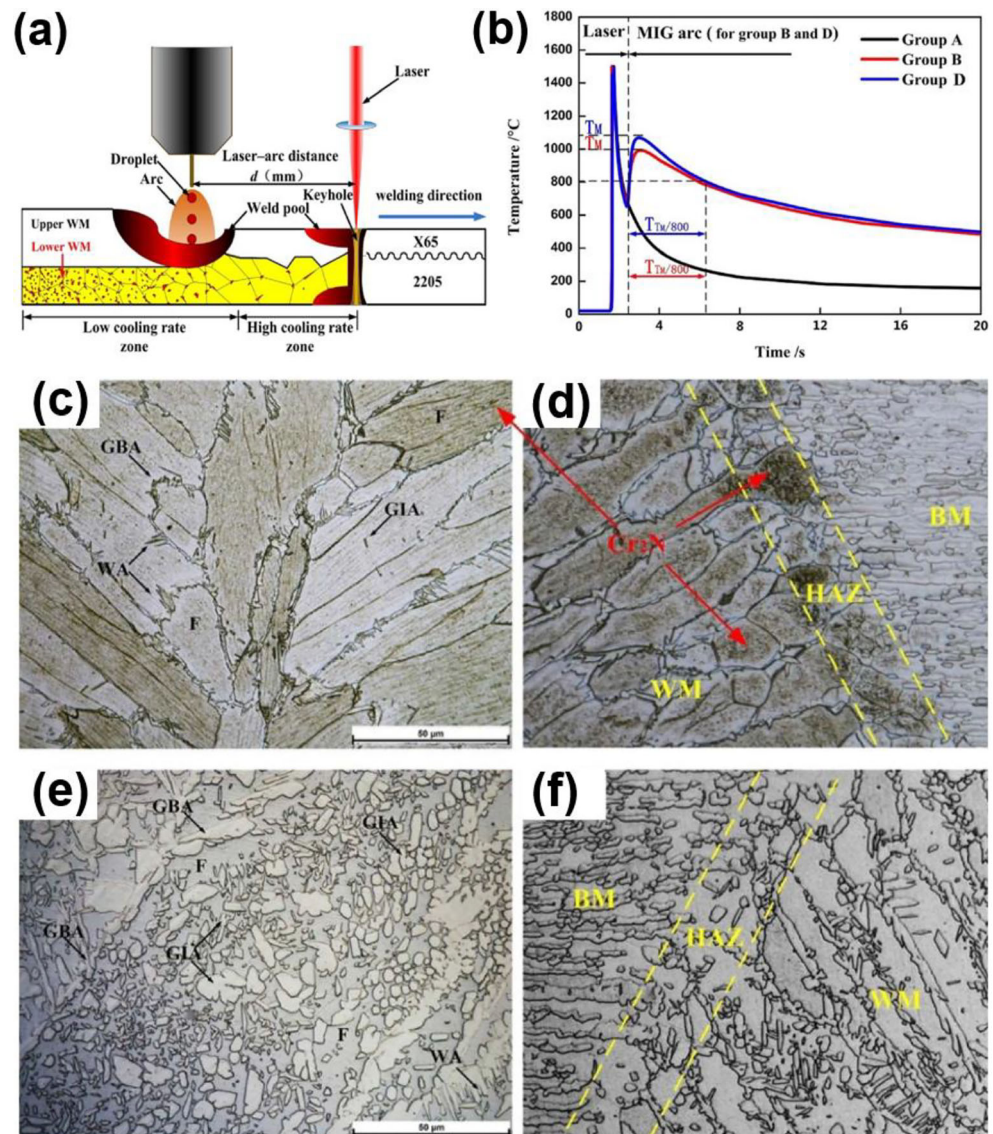 (a)
Laser
Droplet
Arc
Laser–arc distance
d (mm)
Keyhole
Weld pool
welding direction
Upper WM
Lower WM
X65
2205
Low cooling rate
zone
High cooling rate
zone
(b)
Laser MIG arc ( for group B and D)
Group A
Group B
Group D
TM
TM
TTM/800
TTM/800
Temperature /°C
1800
1600
1400
1200
1000
800
600
400
200
0
0 4 8 12 16 20
Time /s
(c)
F
GBA
GIA
WA
F
50 μm
(d)
BM
Cr2N
HAZ
WM
(e)
GBA
GIA
F
GBA
GIA
F
WA
50 μm
(f)
BM
HAZ
WM